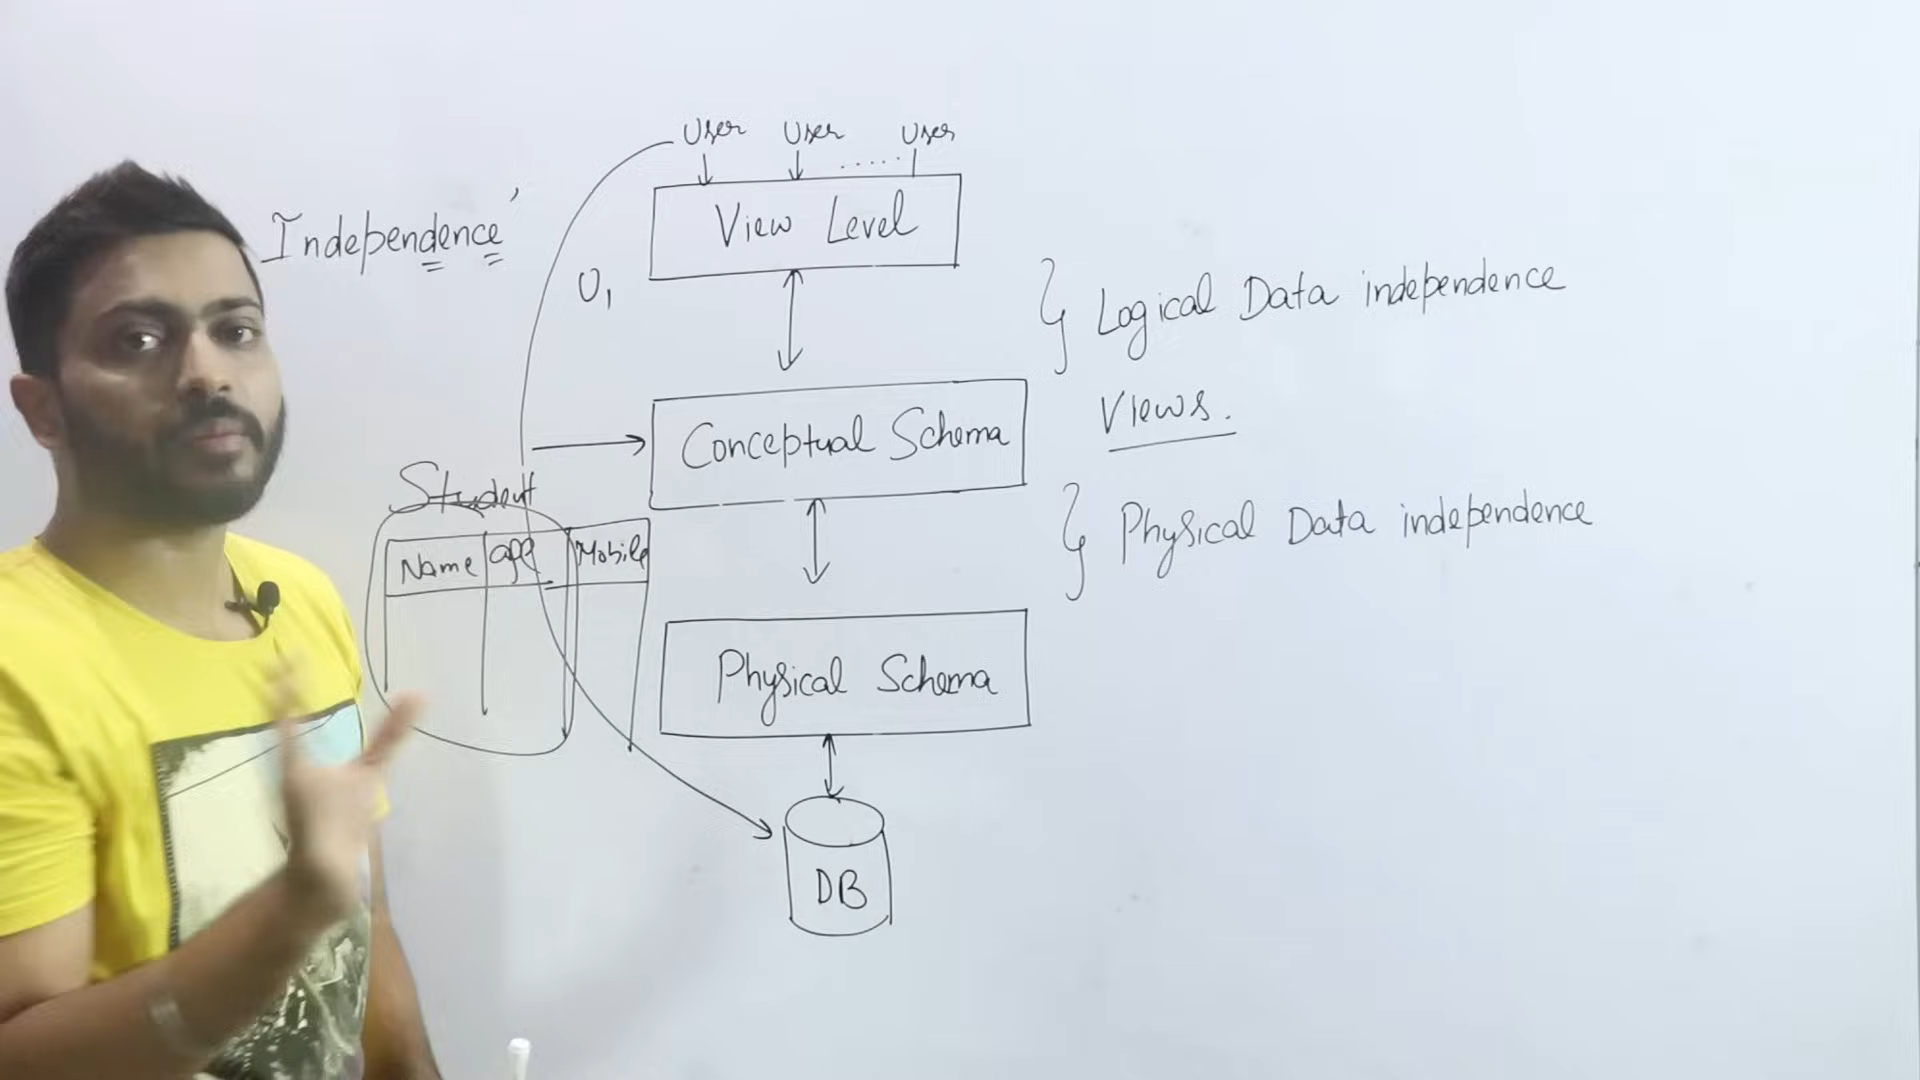 User User User
Independence'
View Level
U1
Logical Data independence
Views.
Conceptual Schema
Student
Name age Mobile
Physical Data independence
Physical Schema
DB